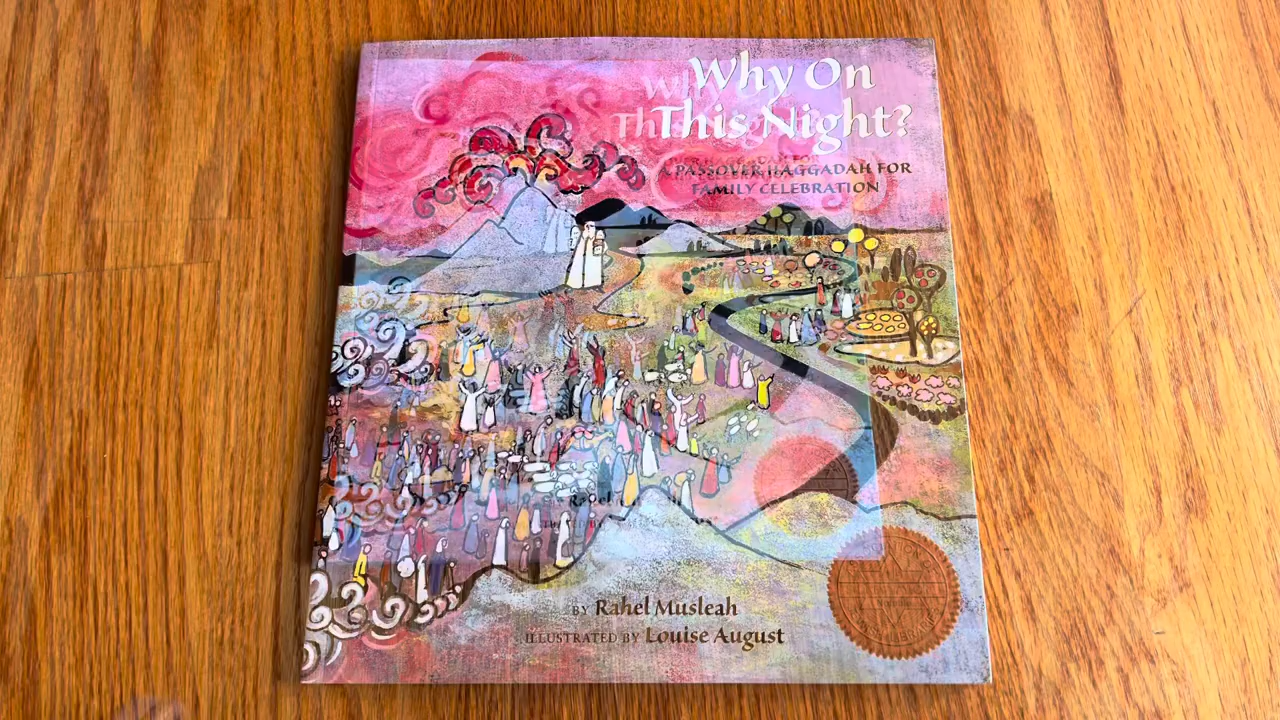 Why On
This Night?
A PASSOVER HAGGADAH FOR
FAMILY CELEBRATION
BY Rahel Musleah
ILLUSTRATED BY Louise August